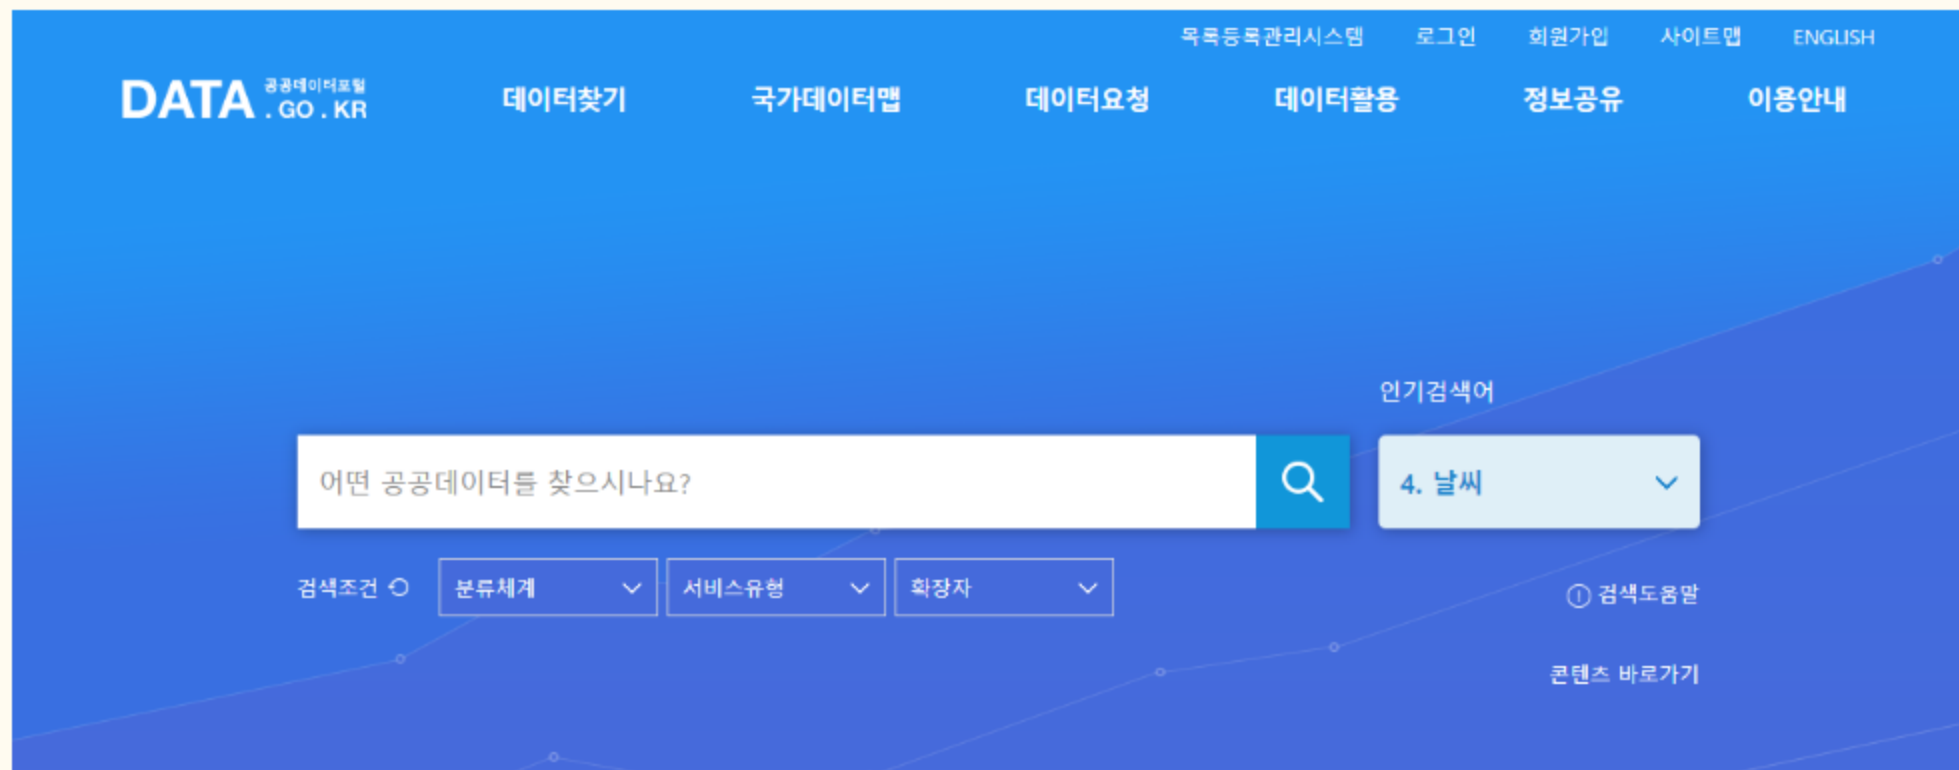 목록등록관리시스템 로그인 회원가입 사이트맵 ENGLISH
DATA 공공데이터포털 .GO.KR 데이터찾기 국가데이터맵 데이터요청 데이터활용 정보공유 이용안내
인기검색어
어떤 공공데이터를 찾으시나요? 4. 날씨
검색조건 분류체계 서비스유형 확장자 검색도움말
콘텐츠 바로가기